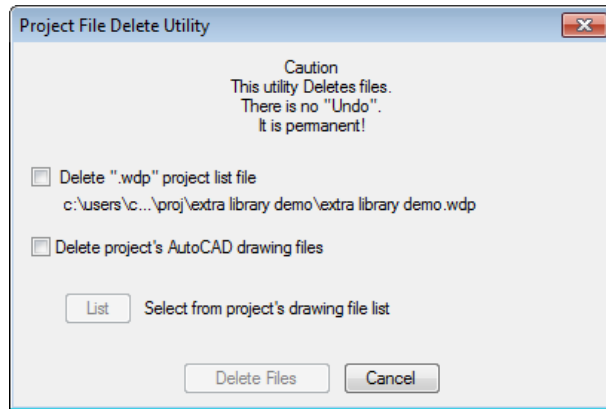 Project File Delete Utility
Caution
This utility Deletes files.
There is no "Undo".
It is permanent!
Delete ".wdp" project list file
c:\users\c...\proj\extra library demo\extra library demo.wdp
Delete project's AutoCAD drawing files
List Select from project's drawing file list
Delete Files Cancel